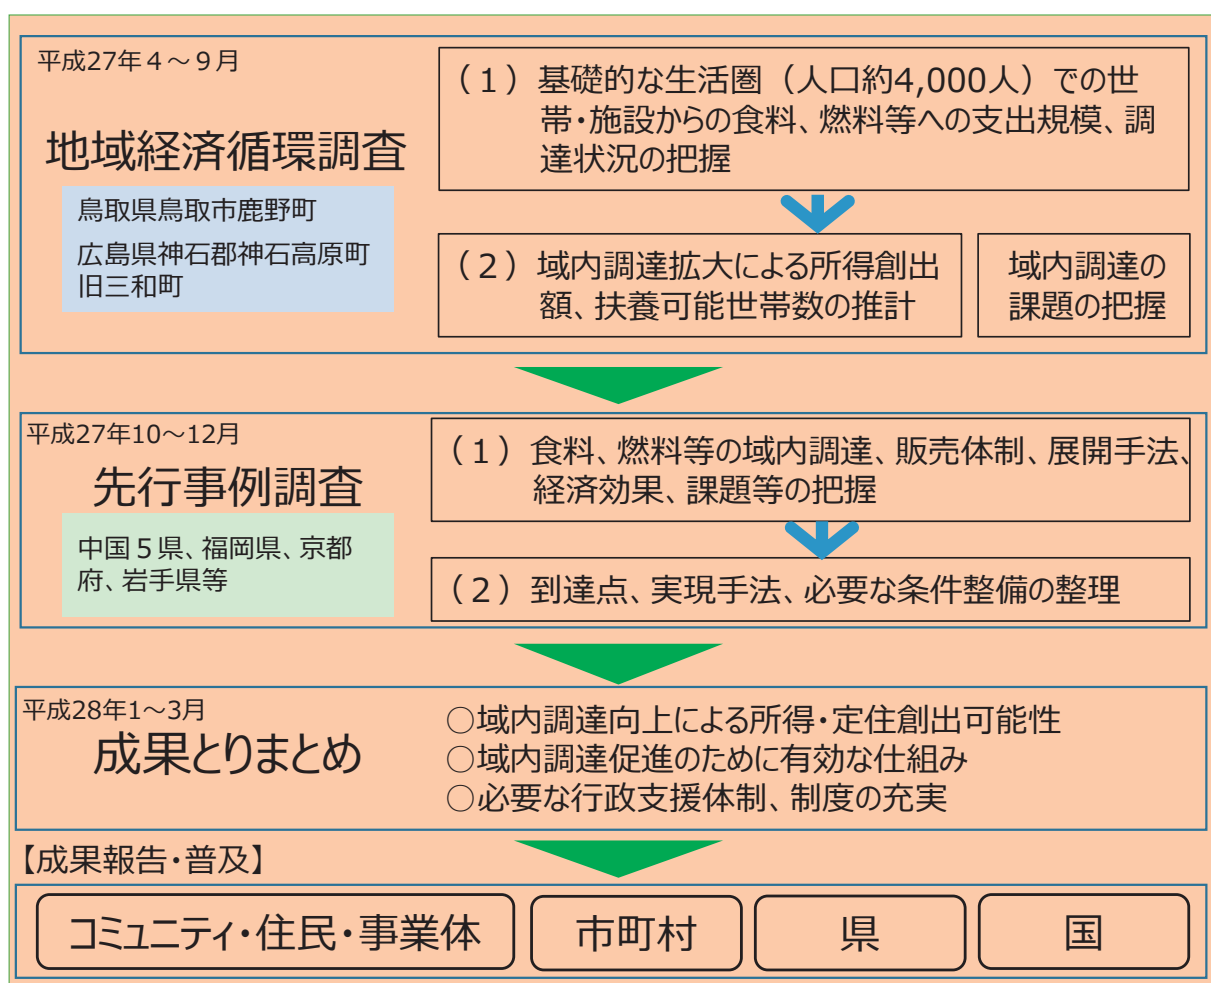 平成27年４～９月
地域経済循環調査
鳥取県鳥取市鹿野町
広島県神石郡神石高原町
旧三和町
（１）基礎的な生活圏（人口約4,000人）での世
帯・施設からの食料、燃料等への支出規模、調
達状況の把握
（２）域内調達拡大による所得創出
額、扶養可能世帯数の推計
域内調達の
課題の把握
平成27年10～12月
先行事例調査
中国５県、福岡県、京都
府、岩手県等
（１）食料、燃料等の域内調達、販売体制、展開手法、
経済効果、課題等の把握
（２）到達点、実現手法、必要な条件整備の整理
平成28年1～3月
成果とりまとめ
○域内調達向上による所得・定住創出可能性
○域内調達促進のために有効な仕組み
○必要な行政支援体制、制度の充実
【成果報告・普及】
コミュニティ・住民・事業体
市町村
県
国